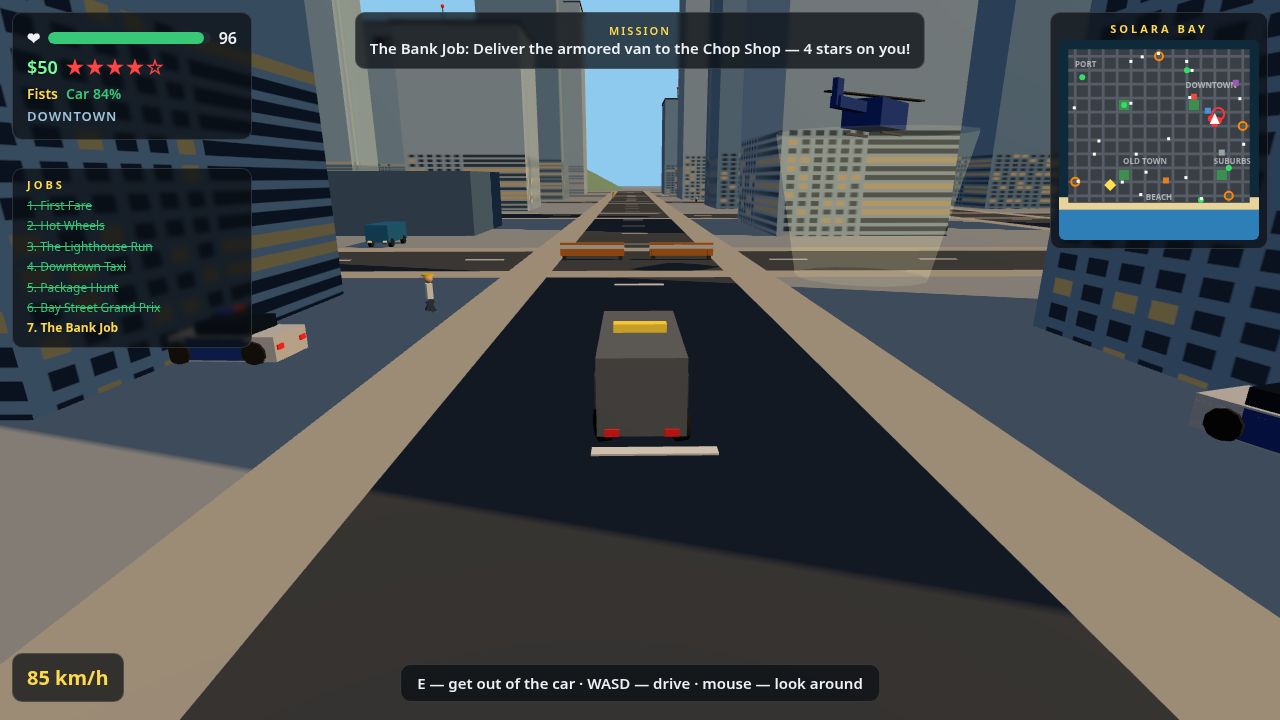 ❤ 96
$50 ★★★★☆
Fists Car 84%
DOWNTOWN
JOBS
1. First Fare
2. Hot Wheels
3. The Lighthouse Run
4. Downtown Taxi
5. Package Hunt
6. Bay Street Grand Prix
7. The Bank Job
MISSION
The Bank Job: Deliver the armored van to the Chop Shop — 4 stars on you!
SOLARA BAY
PORT
DOWNTOWN
OLD TOWN
SUBURBS
BEACH
85 km/h
E — get out of the car · WASD — drive · mouse — look around